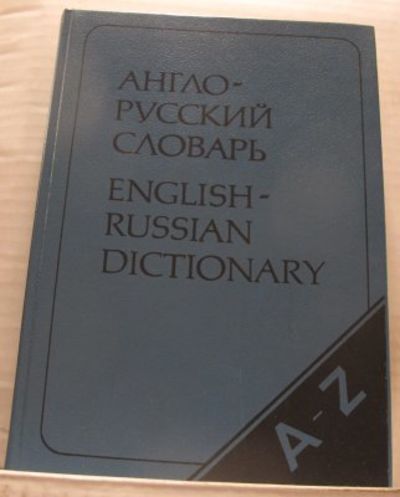 АНГЛО-
РУССКИЙ
СЛОВАРЬ
ENGLISH-
RUSSIAN
DICTIONARY
A-Z